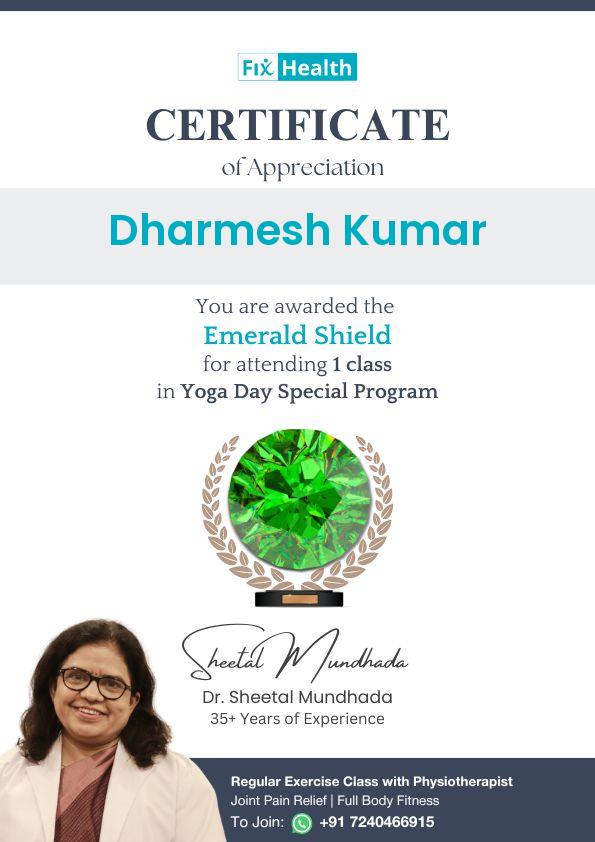 Fix Health
CERTIFICATE
of Appreciation
Dharmesh Kumar
You are awarded the
Emerald Shield
for attending 1 class
in Yoga Day Special Program
Sheetal Mundhada
Dr. Sheetal Mundhada
35+ Years of Experience
Regular Exercise Class with Physiotherapist
Joint Pain Relief | Full Body Fitness
To Join: +91 7240466915